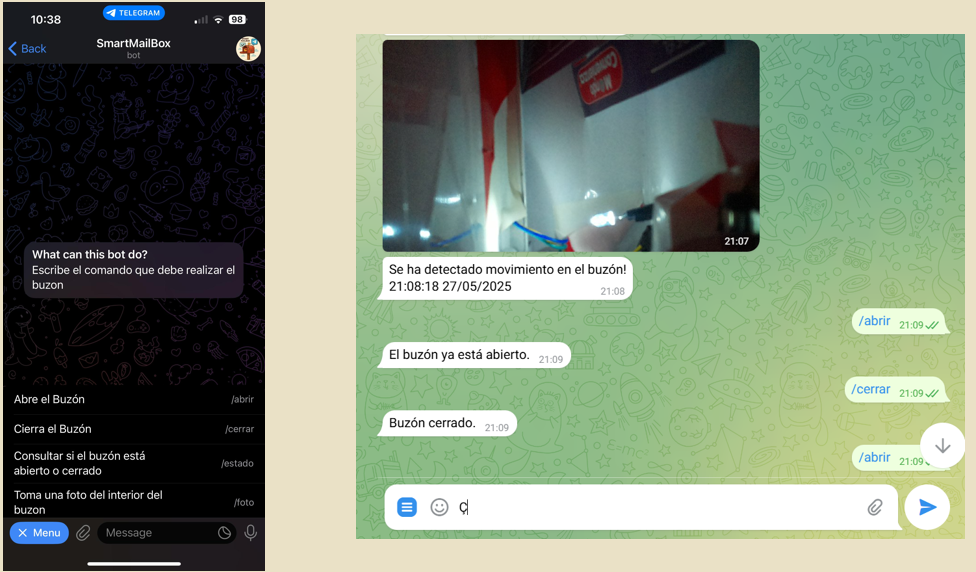 10:38
TELEGRAM
98
Back
SmartMailBox
bot
What can this bot do?
Escribe el comando que debe realizar el
buzon
Abre el Buzón /abrir
Cierra el Buzón /cerrar
Consultar si el buzón está
abierto o cerrado /estado
Toma una foto del interior del
buzon /foto
Menu
Message
21:07
Se ha detectado movimiento en el buzón!
21:08:18 27/05/2025 21:08
/abrir 21:09
El buzón ya está abierto. 21:09
/cerrar 21:09
Buzón cerrado. 21:09
/abrir 21:09
Ç